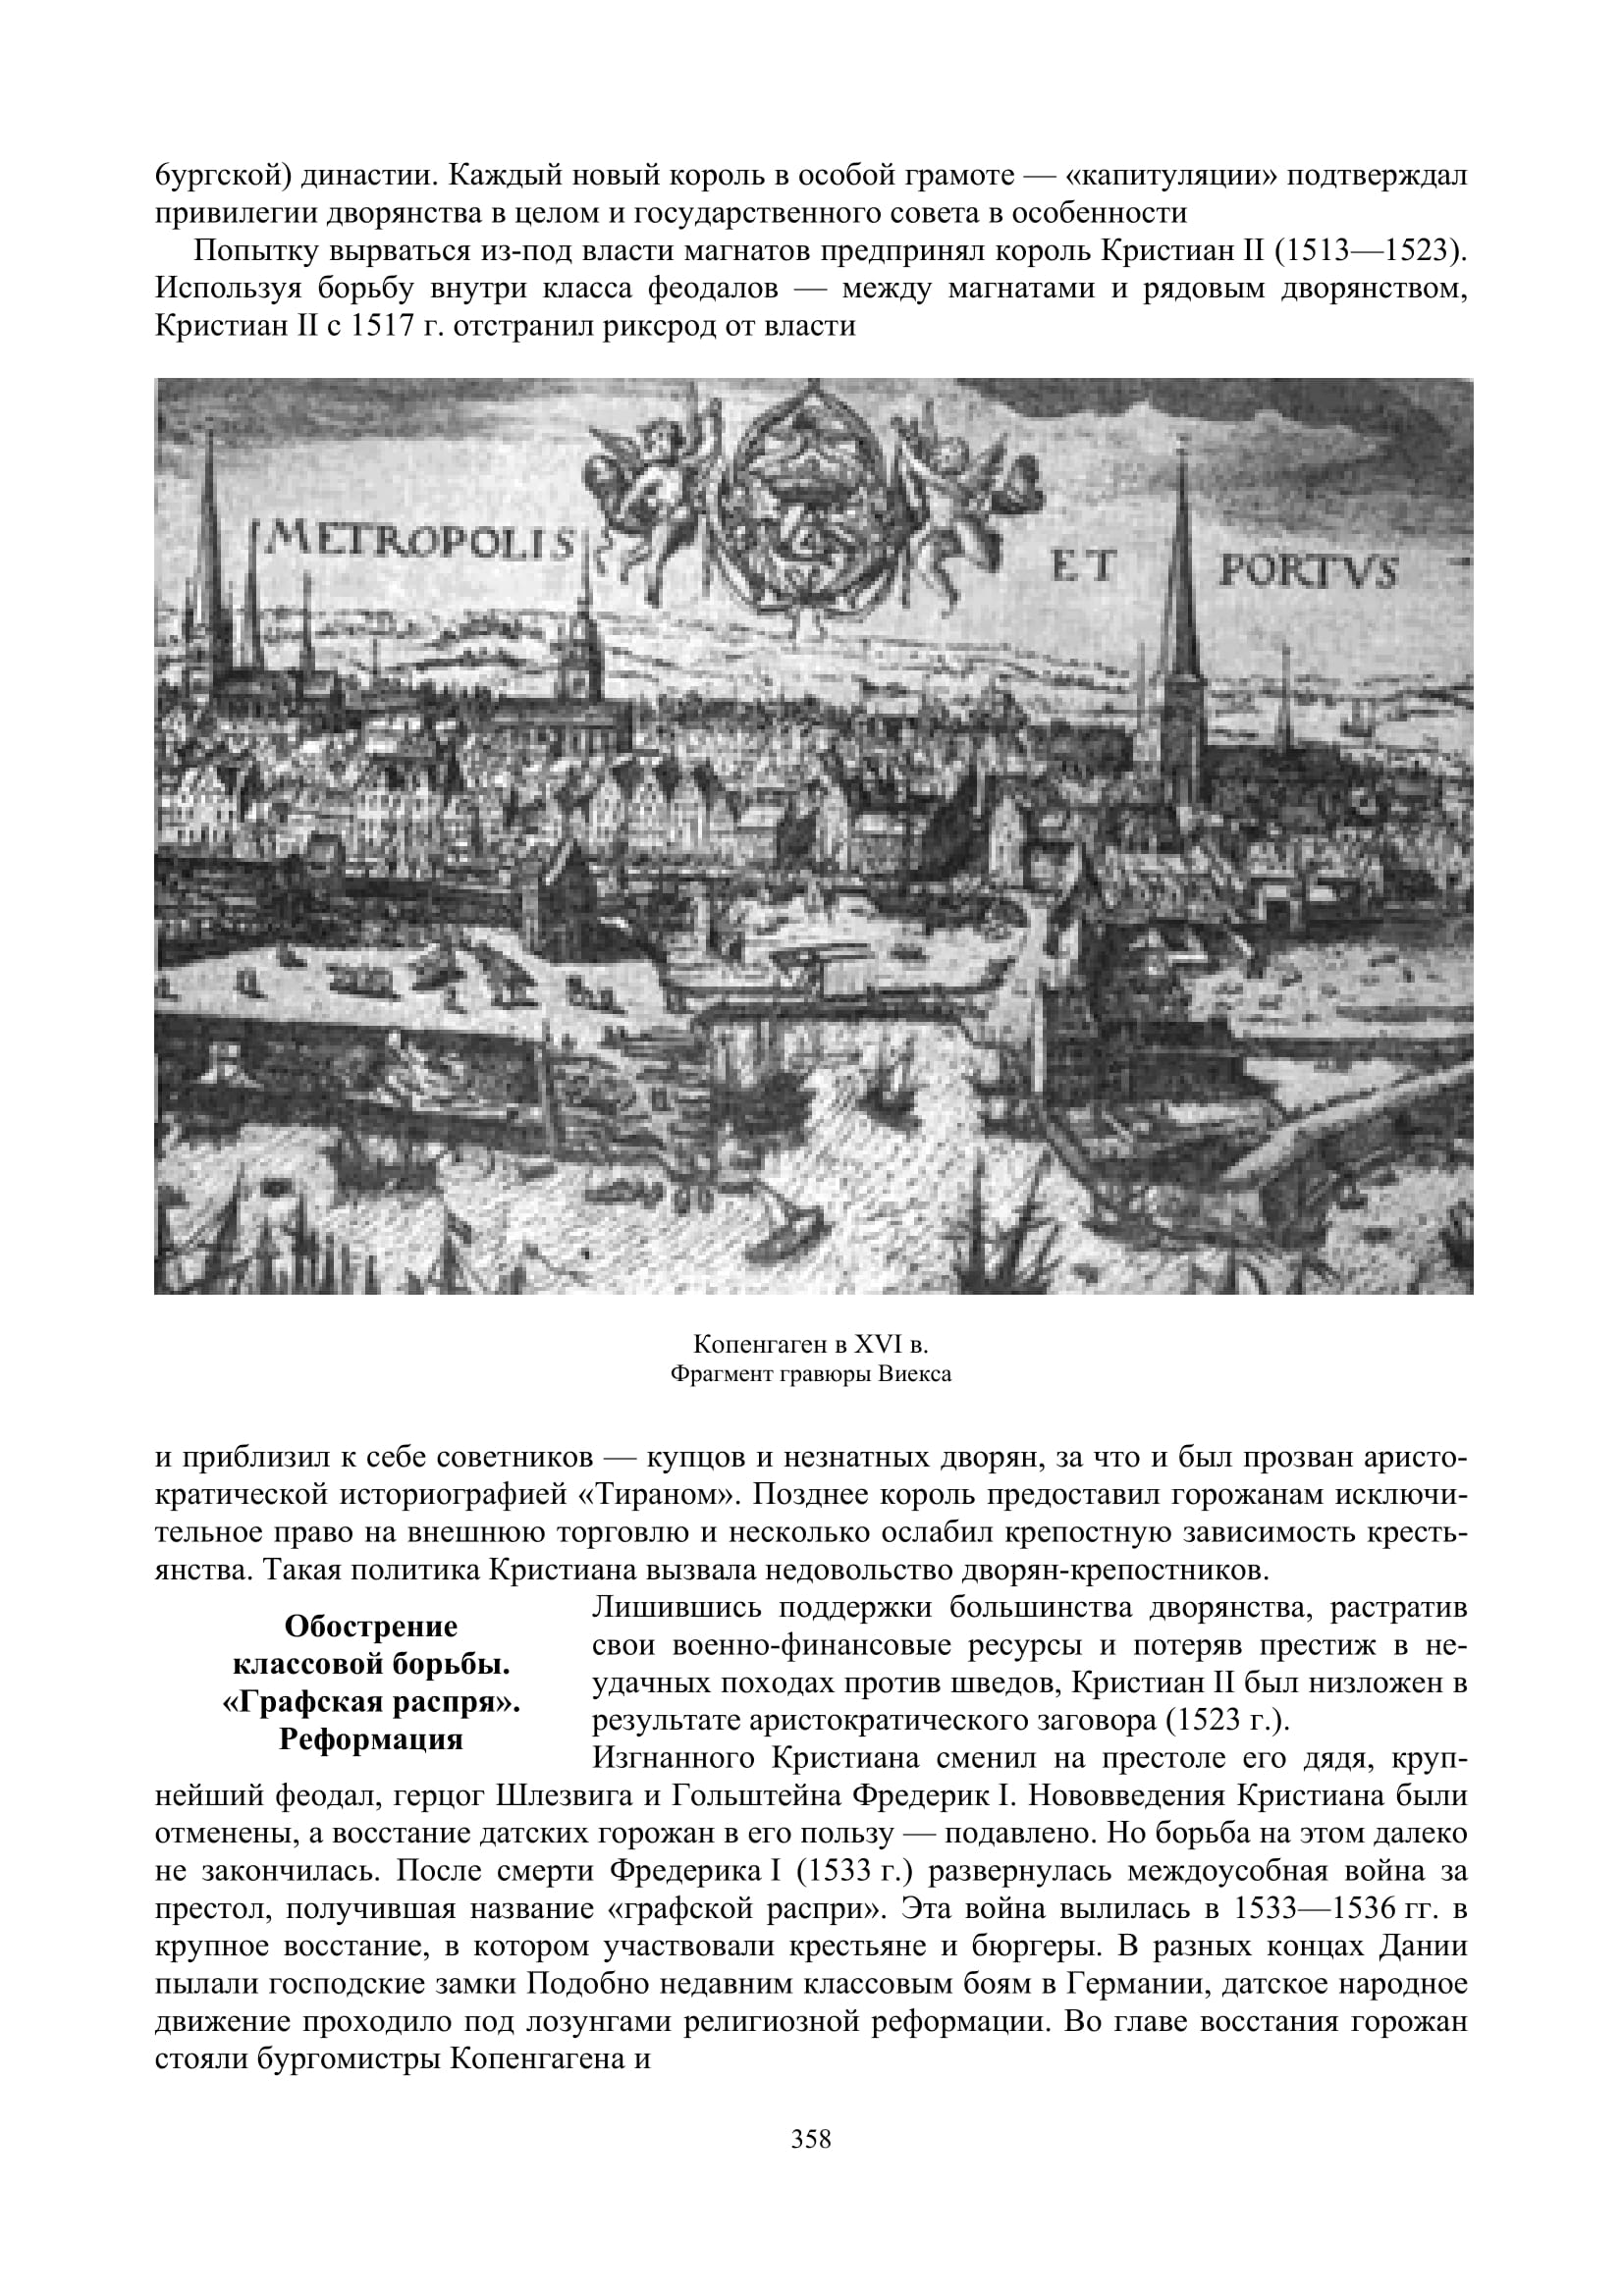 бургской) династии. Каждый новый король в особой грамоте — «капитуляции» подтверждал
привилегии дворянства в целом и государственного совета в особенности
Попытку вырваться из-под власти магнатов предпринял король Кристиан II (1513—1523).
Используя борьбу внутри класса феодалов — между магнатами и рядовым дворянством,
Кристиан II с 1517 г. отстранил риксрод от власти
METROPOLIS ET PORTVS
Копенгаген в XVI в.
Фрагмент гравюры Виекса
и приблизил к себе советников — купцов и незнатных дворян, за что и был прозван аристо-
кратической историографией «Тираном». Позднее король предоставил горожанам исключи-
тельное право на внешнюю торговлю и несколько ослабил крепостную зависимость кресть-
янства. Такая политика Кристиана вызвала недовольство дворян-крепостников.
Обострение
классовой борьбы.
«Графская распря».
Реформация
Лишившись поддержки большинства дворянства, растратив
свои военно-финансовые ресурсы и потеряв престиж в не-
удачных походах против шведов, Кристиан II был низложен в
результате аристократического заговора (1523 г.).
Изгнанного Кристиана сменил на престоле его дядя, круп-
нейший феодал, герцог Шлезвига и Гольштейна Фредерик I. Нововведения Кристиана были
отменены, а восстание датских горожан в его пользу — подавлено. Но борьба на этом далеко
не закончилась. После смерти Фредерика I (1533 г.) развернулась междоусобная война за
престол, получившая название «графской распри». Эта война вылилась в 1533—1536 гг. в
крупное восстание, в котором участвовали крестьяне и бюргеры. В разных концах Дании
пылали господские замки Подобно недавним классовым боям в Германии, датское народное
движение проходило под лозунгами религиозной реформации. Во главе восстания горожан
стояли бургомистры Копенгагена и
358